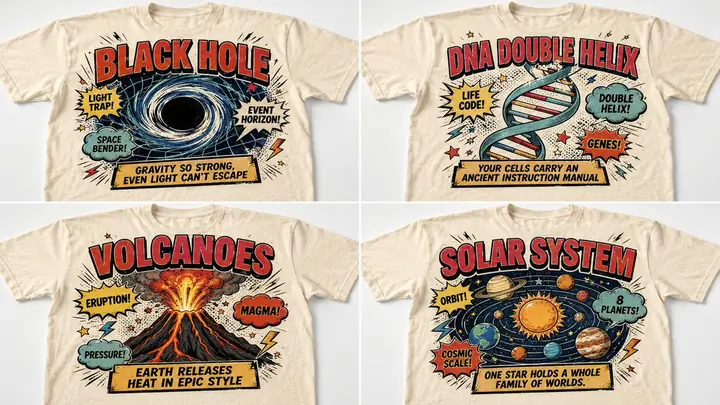 BLACK HOLE
LIGHT
TRAP!
EVENT
HORIZON!
SPACE
BENDER!
GRAVITY SO STRONG,
EVEN LIGHT CAN'T ESCAPE
DNA DOUBLE HELIX
LIFE
CODE!
DOUBLE
HELIX!
GENES!
YOUR CELLS CARRY AN
ANCIENT INSTRUCTION MANUAL
VOLCANOES
ERUPTION!
MAGMA!
PRESSURE!
EARTH RELEASES
HEAT IN EPIC STYLE
SOLAR SYSTEM
ORBIT!
8
PLANETS!
COSMIC
SCALE!
ONE STAR HOLDS A WHOLE
FAMILY OF WORLDS.